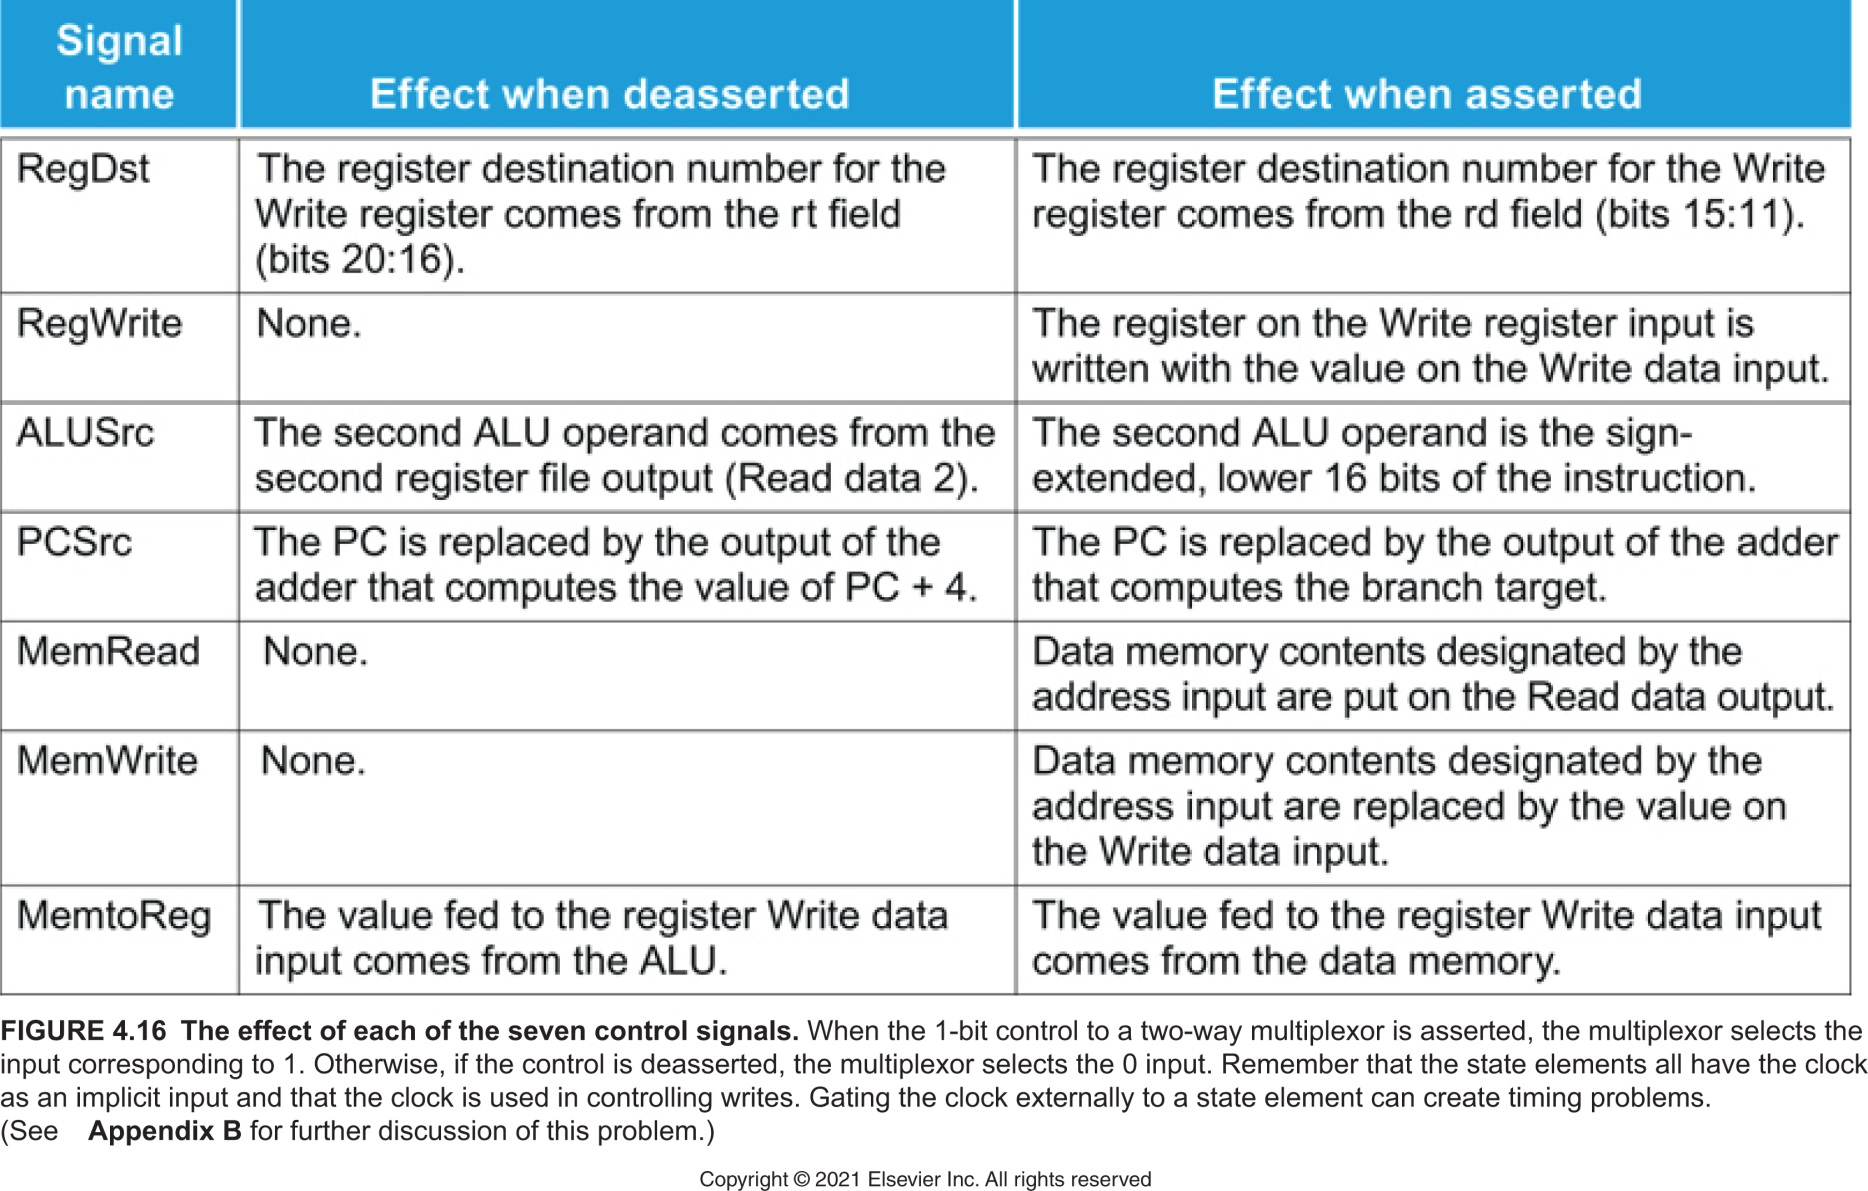 Signal
name
Effect when deasserted
Effect when asserted
RegDst
The register destination number for the
Write register comes from the rt field
(bits 20:16).
The register destination number for the Write
register comes from the rd field (bits 15:11).
RegWrite
None.
The register on the Write register input is
written with the value on the Write data input.
ALUSrc
The second ALU operand comes from the
second register file output (Read data 2).
The second ALU operand is the sign-
extended, lower 16 bits of the instruction.
PCSrc
The PC is replaced by the output of the
adder that computes the value of PC + 4.
The PC is replaced by the output of the adder
that computes the branch target.
MemRead
None.
Data memory contents designated by the
address input are put on the Read data output.
MemWrite
None.
Data memory contents designated by the
address input are replaced by the value on
the Write data input.
MemtoReg
The value fed to the register Write data
input comes from the ALU.
The value fed to the register Write data input
comes from the data memory.
FIGURE 4.16 The effect of each of the seven control signals. When the 1-bit control to a two-way multiplexor is asserted, the multiplexor selects the
input corresponding to 1. Otherwise, if the control is deasserted, the multiplexor selects the 0 input. Remember that the state elements all have the clock
as an implicit input and that the clock is used in controlling writes. Gating the clock externally to a state element can create timing problems.
(See Appendix B for further discussion of this problem.)
Copyright © 2021 Elsevier Inc. All rights reserved